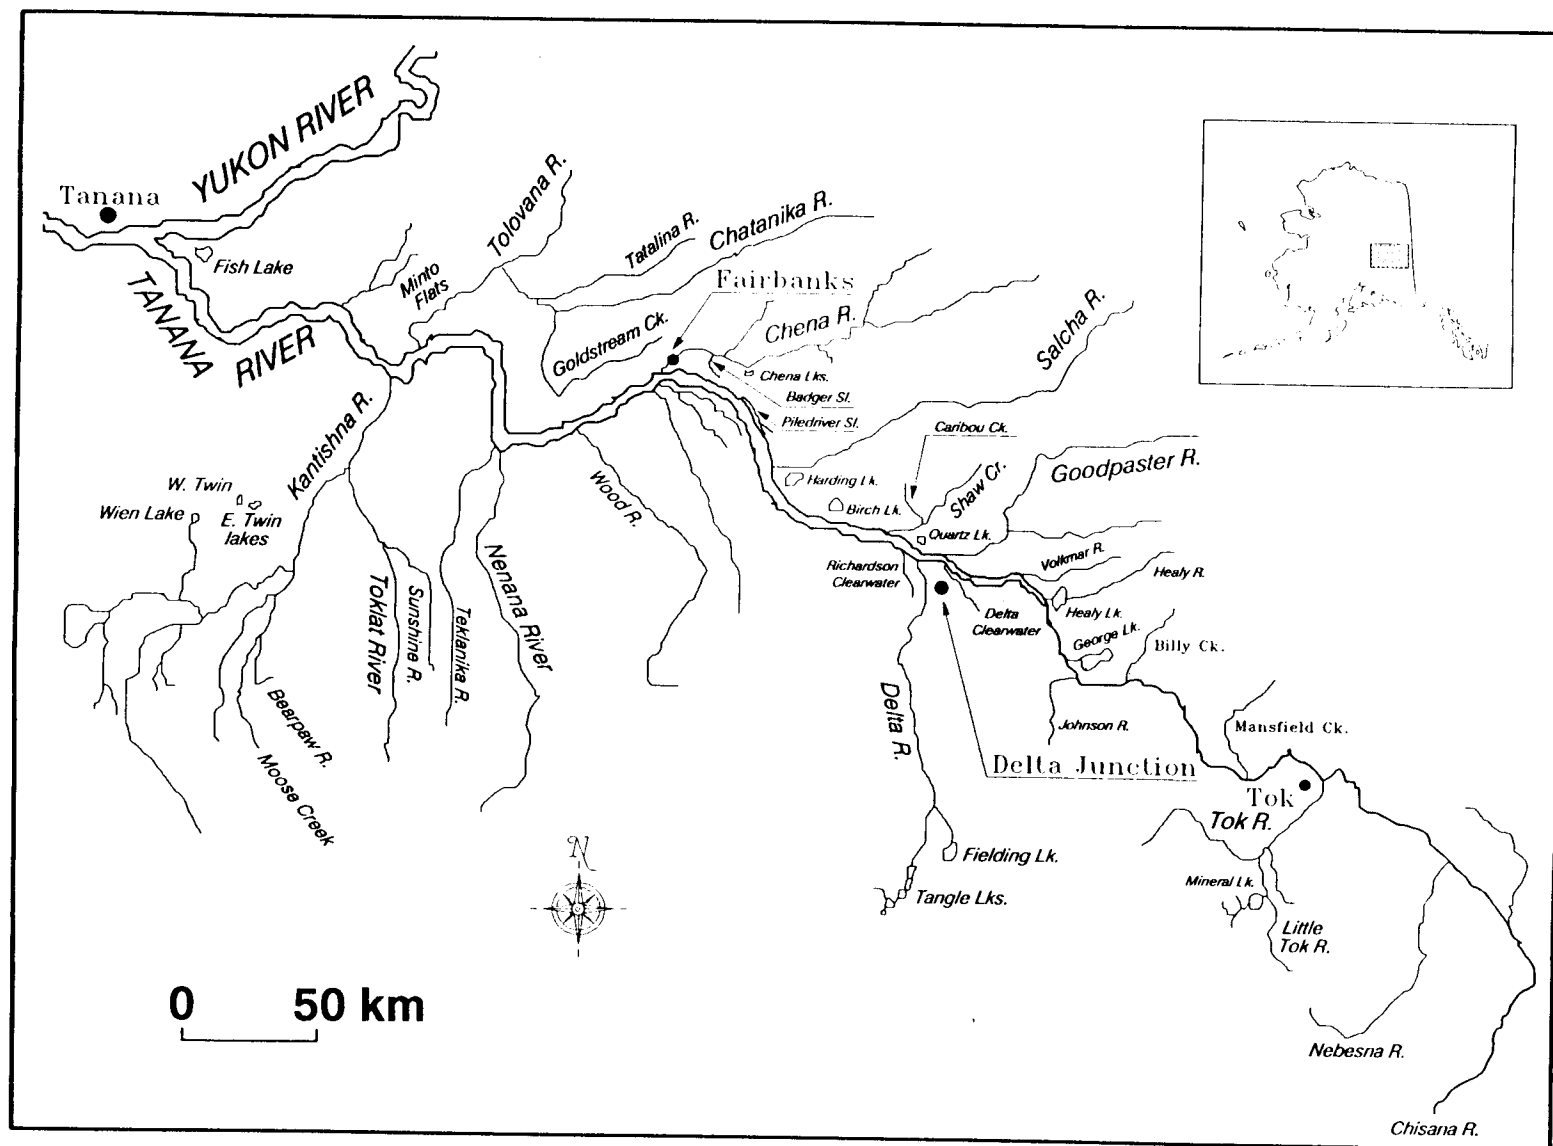 YUKON RIVER
Tanana
Fish Lake
TANANA
RIVER
Minto
Flats
Tolovana R.
Tatalina R.
Chatanika R.
Fairbanks
Goldstream Ck.
Chena R.
Chena Lks.
Badger Sl.
Piledriver Sl.
Salcha R.
Caribou Ck.
Harding Lk.
Birch Lk.
Shaw Cr.
Goodpaster R.
Quartz Lk.
Kantishna R.
W. Twin
Wien Lake
E. Twin
lakes
Wood R.
Richardson
Clearwater
Volkmar R.
Healy R.
Delta
Clearwater
Healy Lk.
George Lk.
Billy Ck.
Toklat River
Sunshine R.
Teklanika R.
Nenana River
Bearpaw R.
Moose Creek
Delta R.
Johnson R.
Mansfield Ck.
Delta Junction
Tok
Tok R.
N
Fielding Lk.
Tangle Lks.
Mineral Lk.
Little
Tok R.
0 50 km
Nebesna R.
Chisana R.